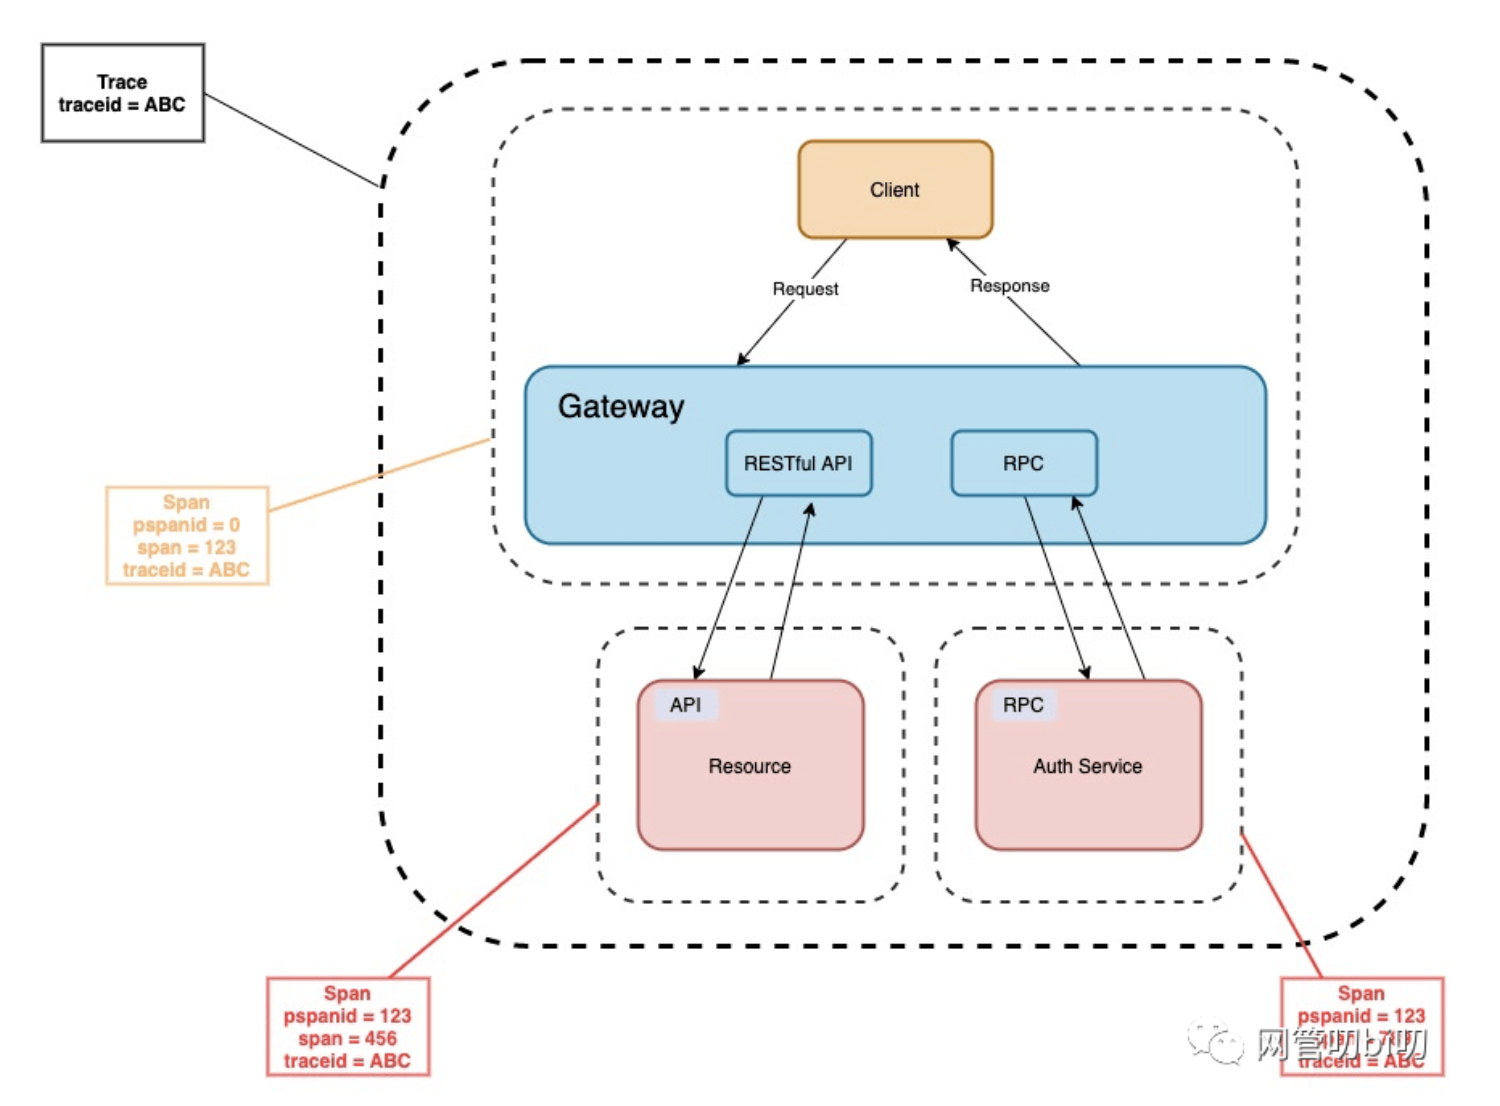 Trace
traceid = ABC
Client
Request
Response
Gateway
RESTful API
RPC
Span
pspanid = 0
span = 123
traceid = ABC
API
Resource
RPC
Auth Service
Span
pspanid = 123
span = 456
traceid = ABC
Span
pspanid = 123
traceid = ABC
网管叨bi叨